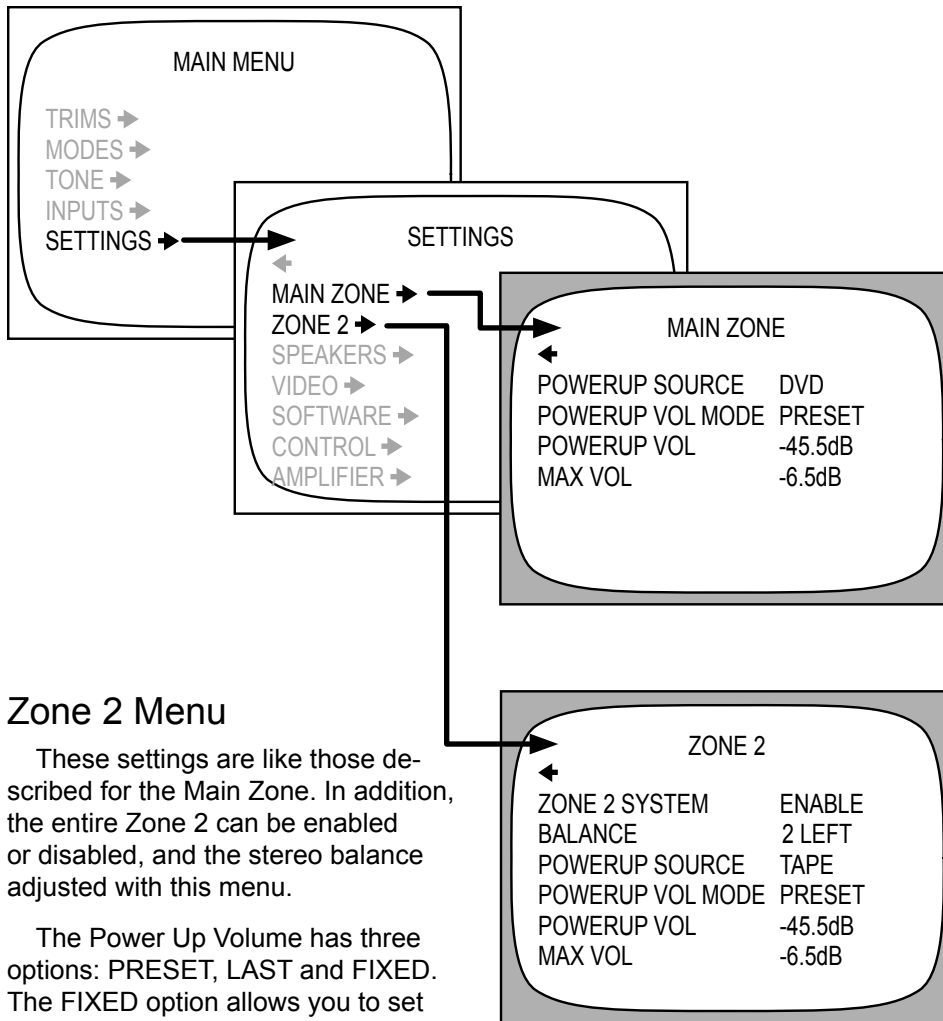 MAIN MENU
TRIMS
MODES
TONE
INPUTS
SETTINGS
SETTINGS
MAIN ZONE
ZONE 2
SPEAKERS
VIDEO
SOFTWARE
CONTROL
AMPLIFIER
MAIN ZONE
POWERUP SOURCE DVD
POWERUP VOL MODE PRESET
POWERUP VOL -45.5dB
MAX VOL -6.5dB
Zone 2 Menu
These settings are like those de-
scribed for the Main Zone. In addition,
the entire Zone 2 can be enabled
or disabled, and the stereo balance
adjusted with this menu.
The Power Up Volume has three
options: PRESET, LAST and FIXED.
The FIXED option allows you to set
ZONE 2
ZONE 2 SYSTEM ENABLE
BALANCE 2 LEFT
POWERUP SOURCE TAPE
POWERUP VOL MODE PRESET
POWERUP VOL -45.5dB
MAX VOL -6.5dB